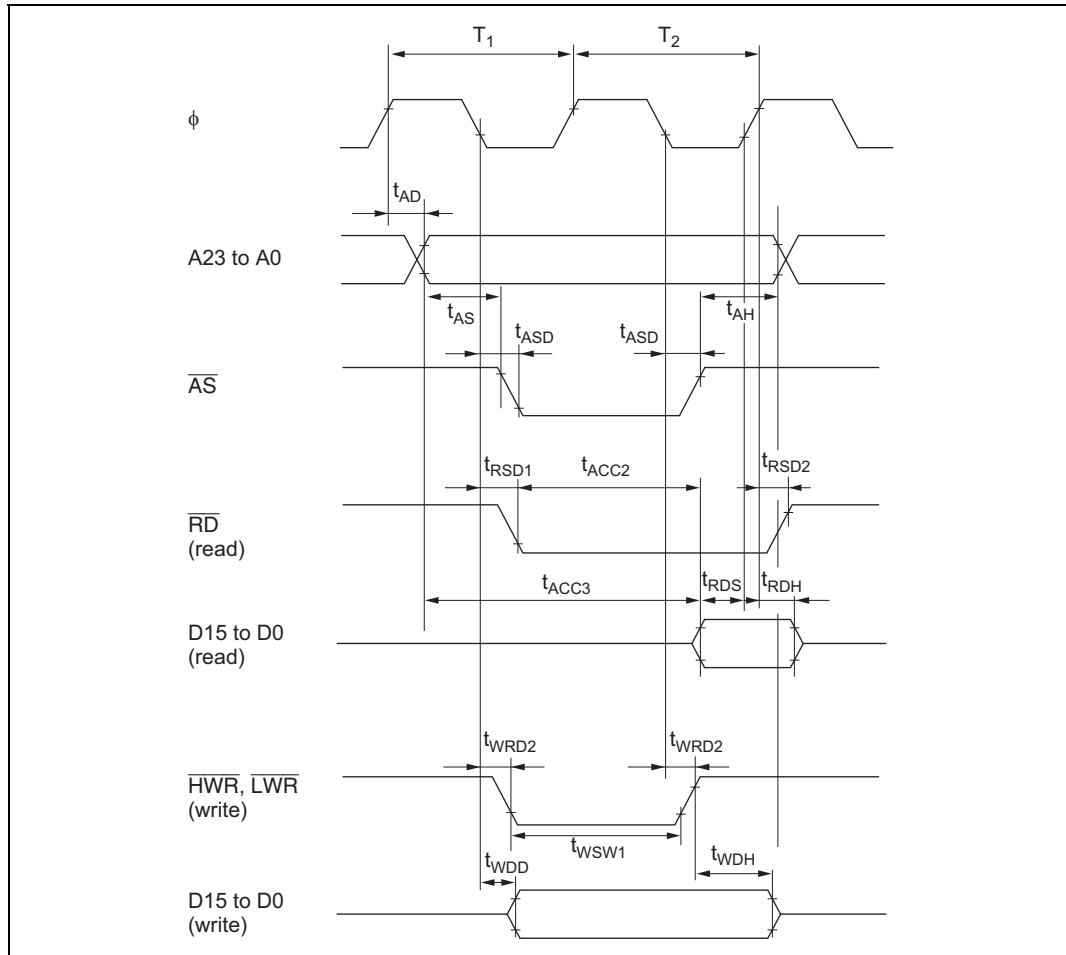 T1 T2
ϕ
tAD
A23 to A0
tAS tAH
tASD tASD
AS
tRSD1 tACC2 tRSD2
RD
(read)
tACC3 tRDS tRDH
D15 to D0
(read)
tWRD2 tWRD2
HWR, LWR
(write)
tWSW1
tWDD tWDH
D15 to D0
(write)